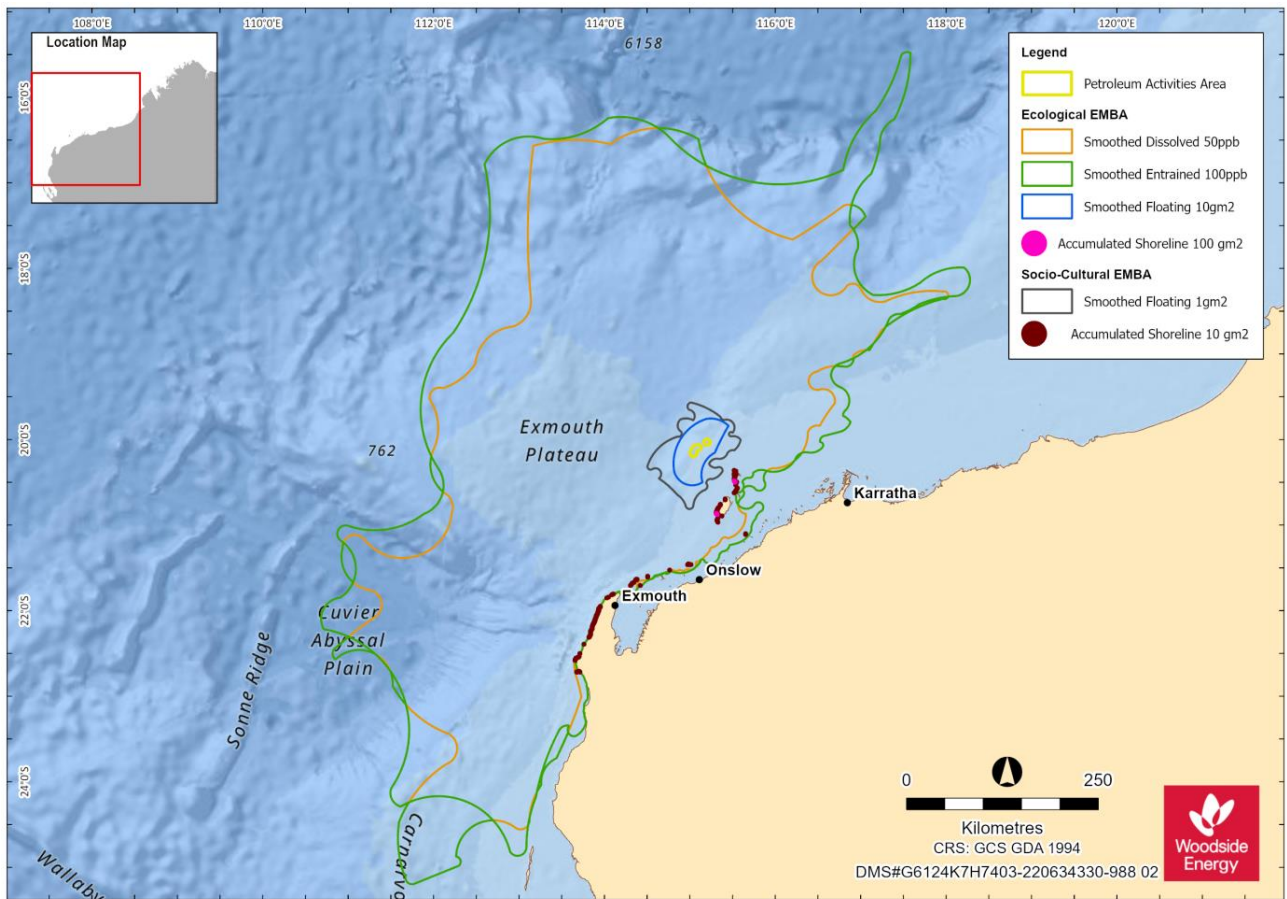 108°0'E
110°0'E
112°0'E
114°0'E
116°0'E
118°0'E
120°0'E
Location Map
6158
Legend
Petroleum Activities Area
Ecological EMBA
Smoothed Dissolved 50ppb
Smoothed Entrained 100ppb
Smoothed Floating 10gm2
Accumulated Shoreline 100 gm2
Socio-Cultural EMBA
Smoothed Floating 1gm2
Accumulated Shoreline 10 gm2
16°0'S
18°0'S
20°0'S
22°0'S
24°0'S
762
Exmouth
Plateau
Karratha
Onslow
Exmouth
Cuvier
Abyssal
Plain
Sonne Ridge
Carnarvo
Wallaby
0
250
Kilometres
CRS: GCS GDA 1994
DMS#G6124K7H7403-220634330-988 02
Woodside
Energy